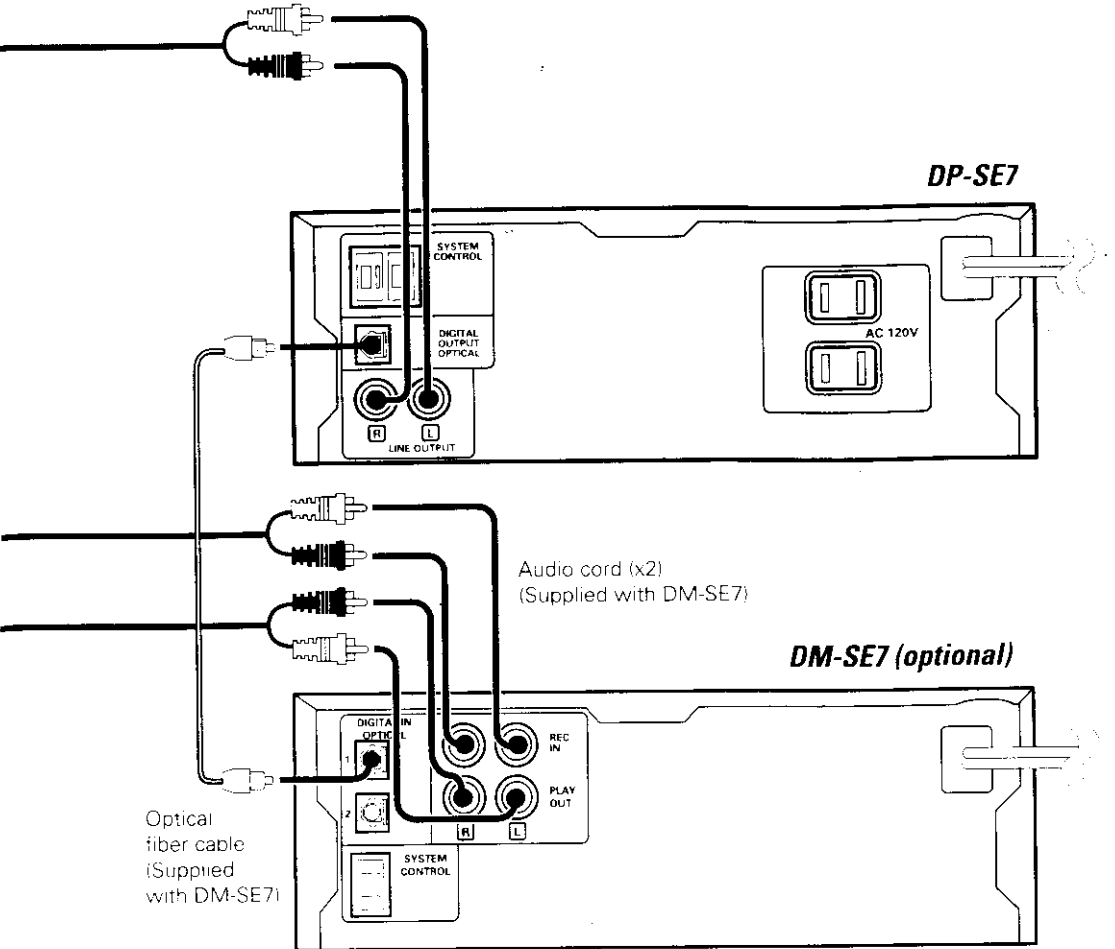 DP-SE7
SYSTEM
CONTROL
DIGITAL
OUTPUT
OPTICAL
AC 120V
R
L
LINE OUTPUT
Audio cord (x2)
(Supplied with DM-SE7)
DM-SE7 (optional)
DIGITAL IN
OPTICAL
1
REC
IN
2
PLAY
OUT
R
L
SYSTEM
CONTROL
Optical
fiber cable
(Supplied
with DM-SE7)